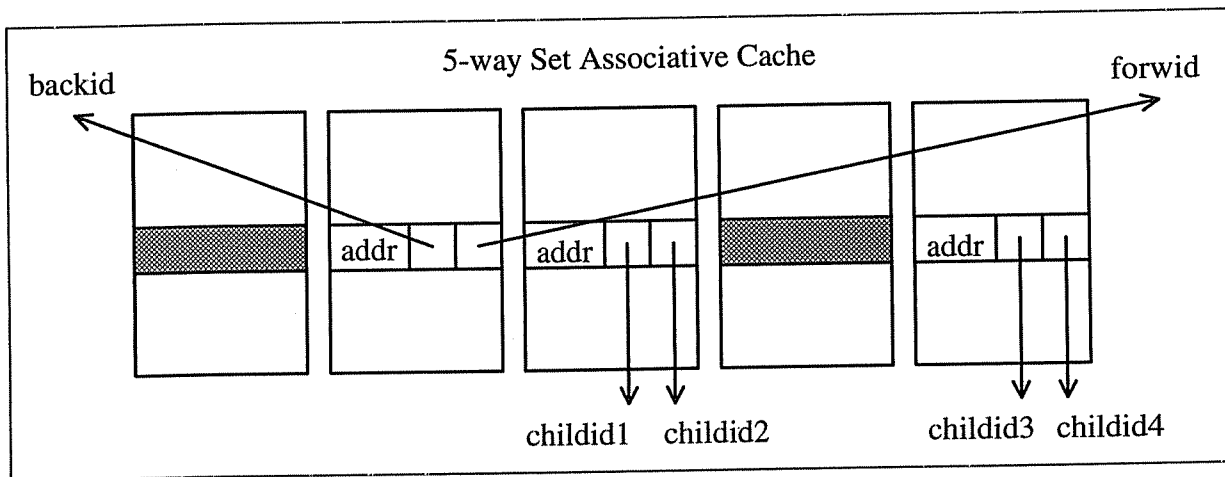 5-way Set Associative Cache
backid
forwid
addr
addr
addr
childid1
childid2
childid3
childid4